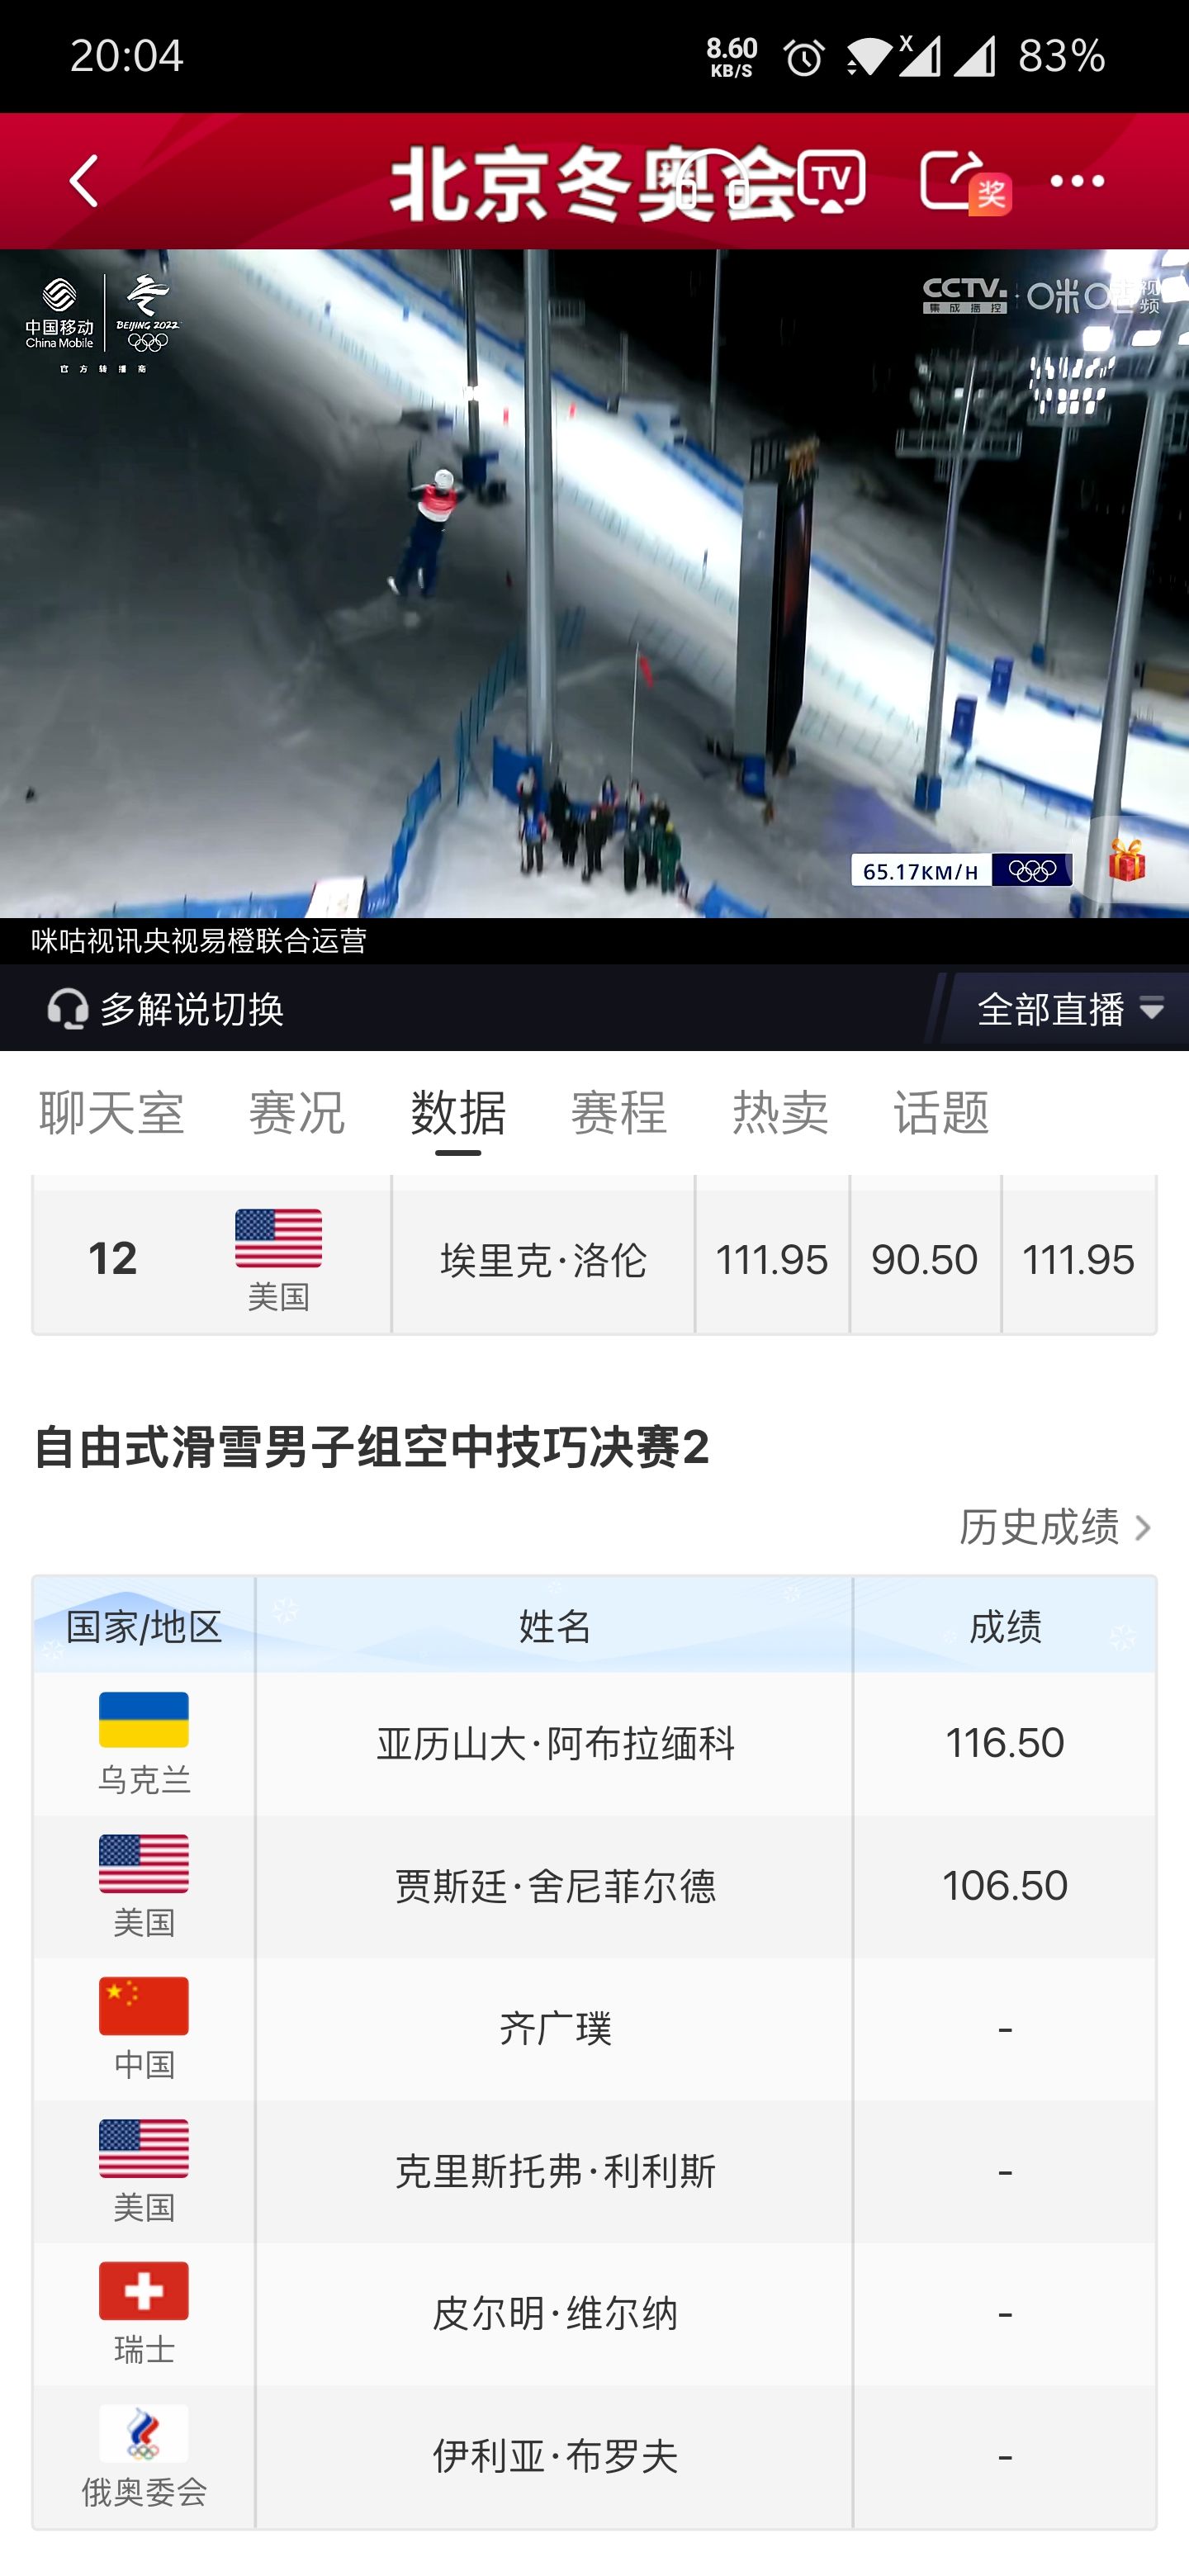 20:04
8.60
KB/S
X
83%
北京冬奥会
TV
奖
中国移动
China Mobile
BEIJING 2022
官方转播商
CCTV.
集成播控
咪咕视频
65.17KM/H
咪咕视讯央视易橙联合运营
多解说切换
全部直播
聊天室 赛况 数据 赛程 热卖 话题
12 美国 埃里克·洛伦 111.95 90.50 111.95
自由式滑雪男子组空中技巧决赛2
历史成绩 >
国家/地区 姓名 成绩
乌克兰 亚历山大·阿布拉缅科 116.50
美国 贾斯廷·舍尼菲尔德 106.50
中国 齐广璞 -
美国 克里斯托弗·利利斯 -
瑞士 皮尔明·维尔纳 -
俄奥委会 伊利亚·布罗夫 -